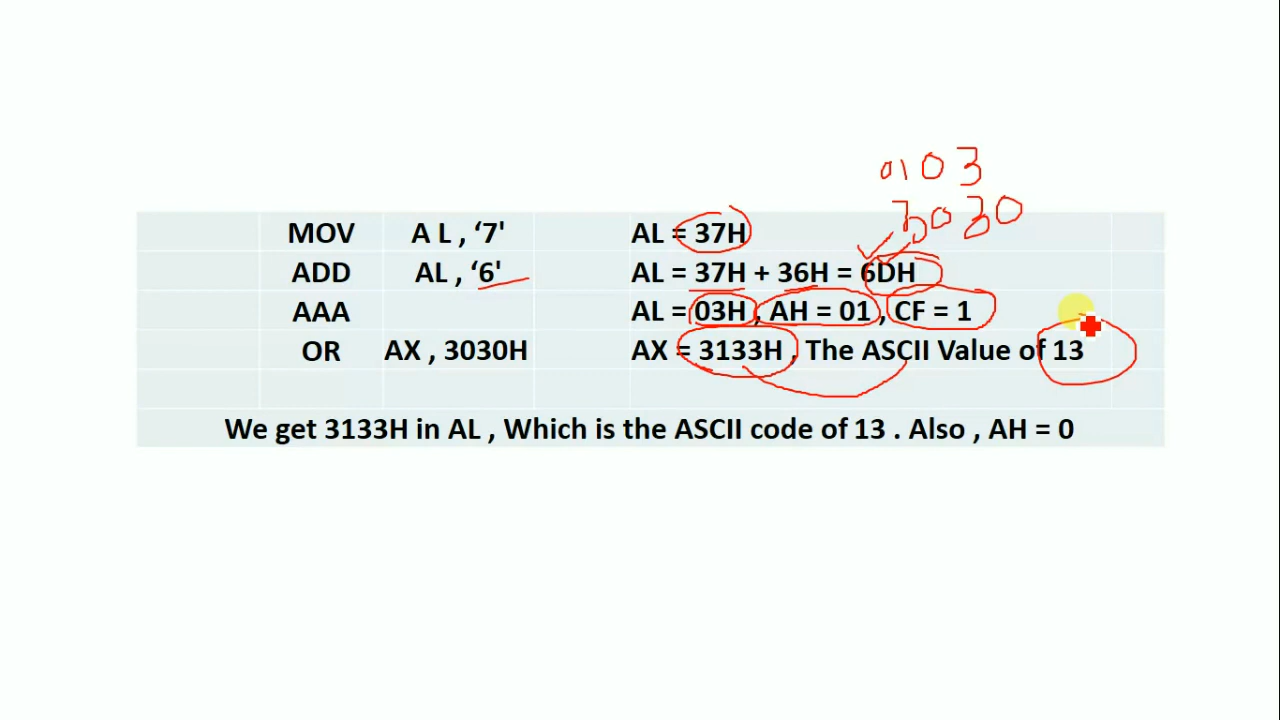 0103
3030
MOV A L , ‘7' AL = 37H
ADD AL , ‘6' AL = 37H + 36H = 6DH
AAA AL = 03H , AH = 01 , CF = 1
OR AX , 3030H AX = 3133H , The ASCII Value of 13
We get 3133H in AL , Which is the ASCII code of 13 . Also , AH = 0